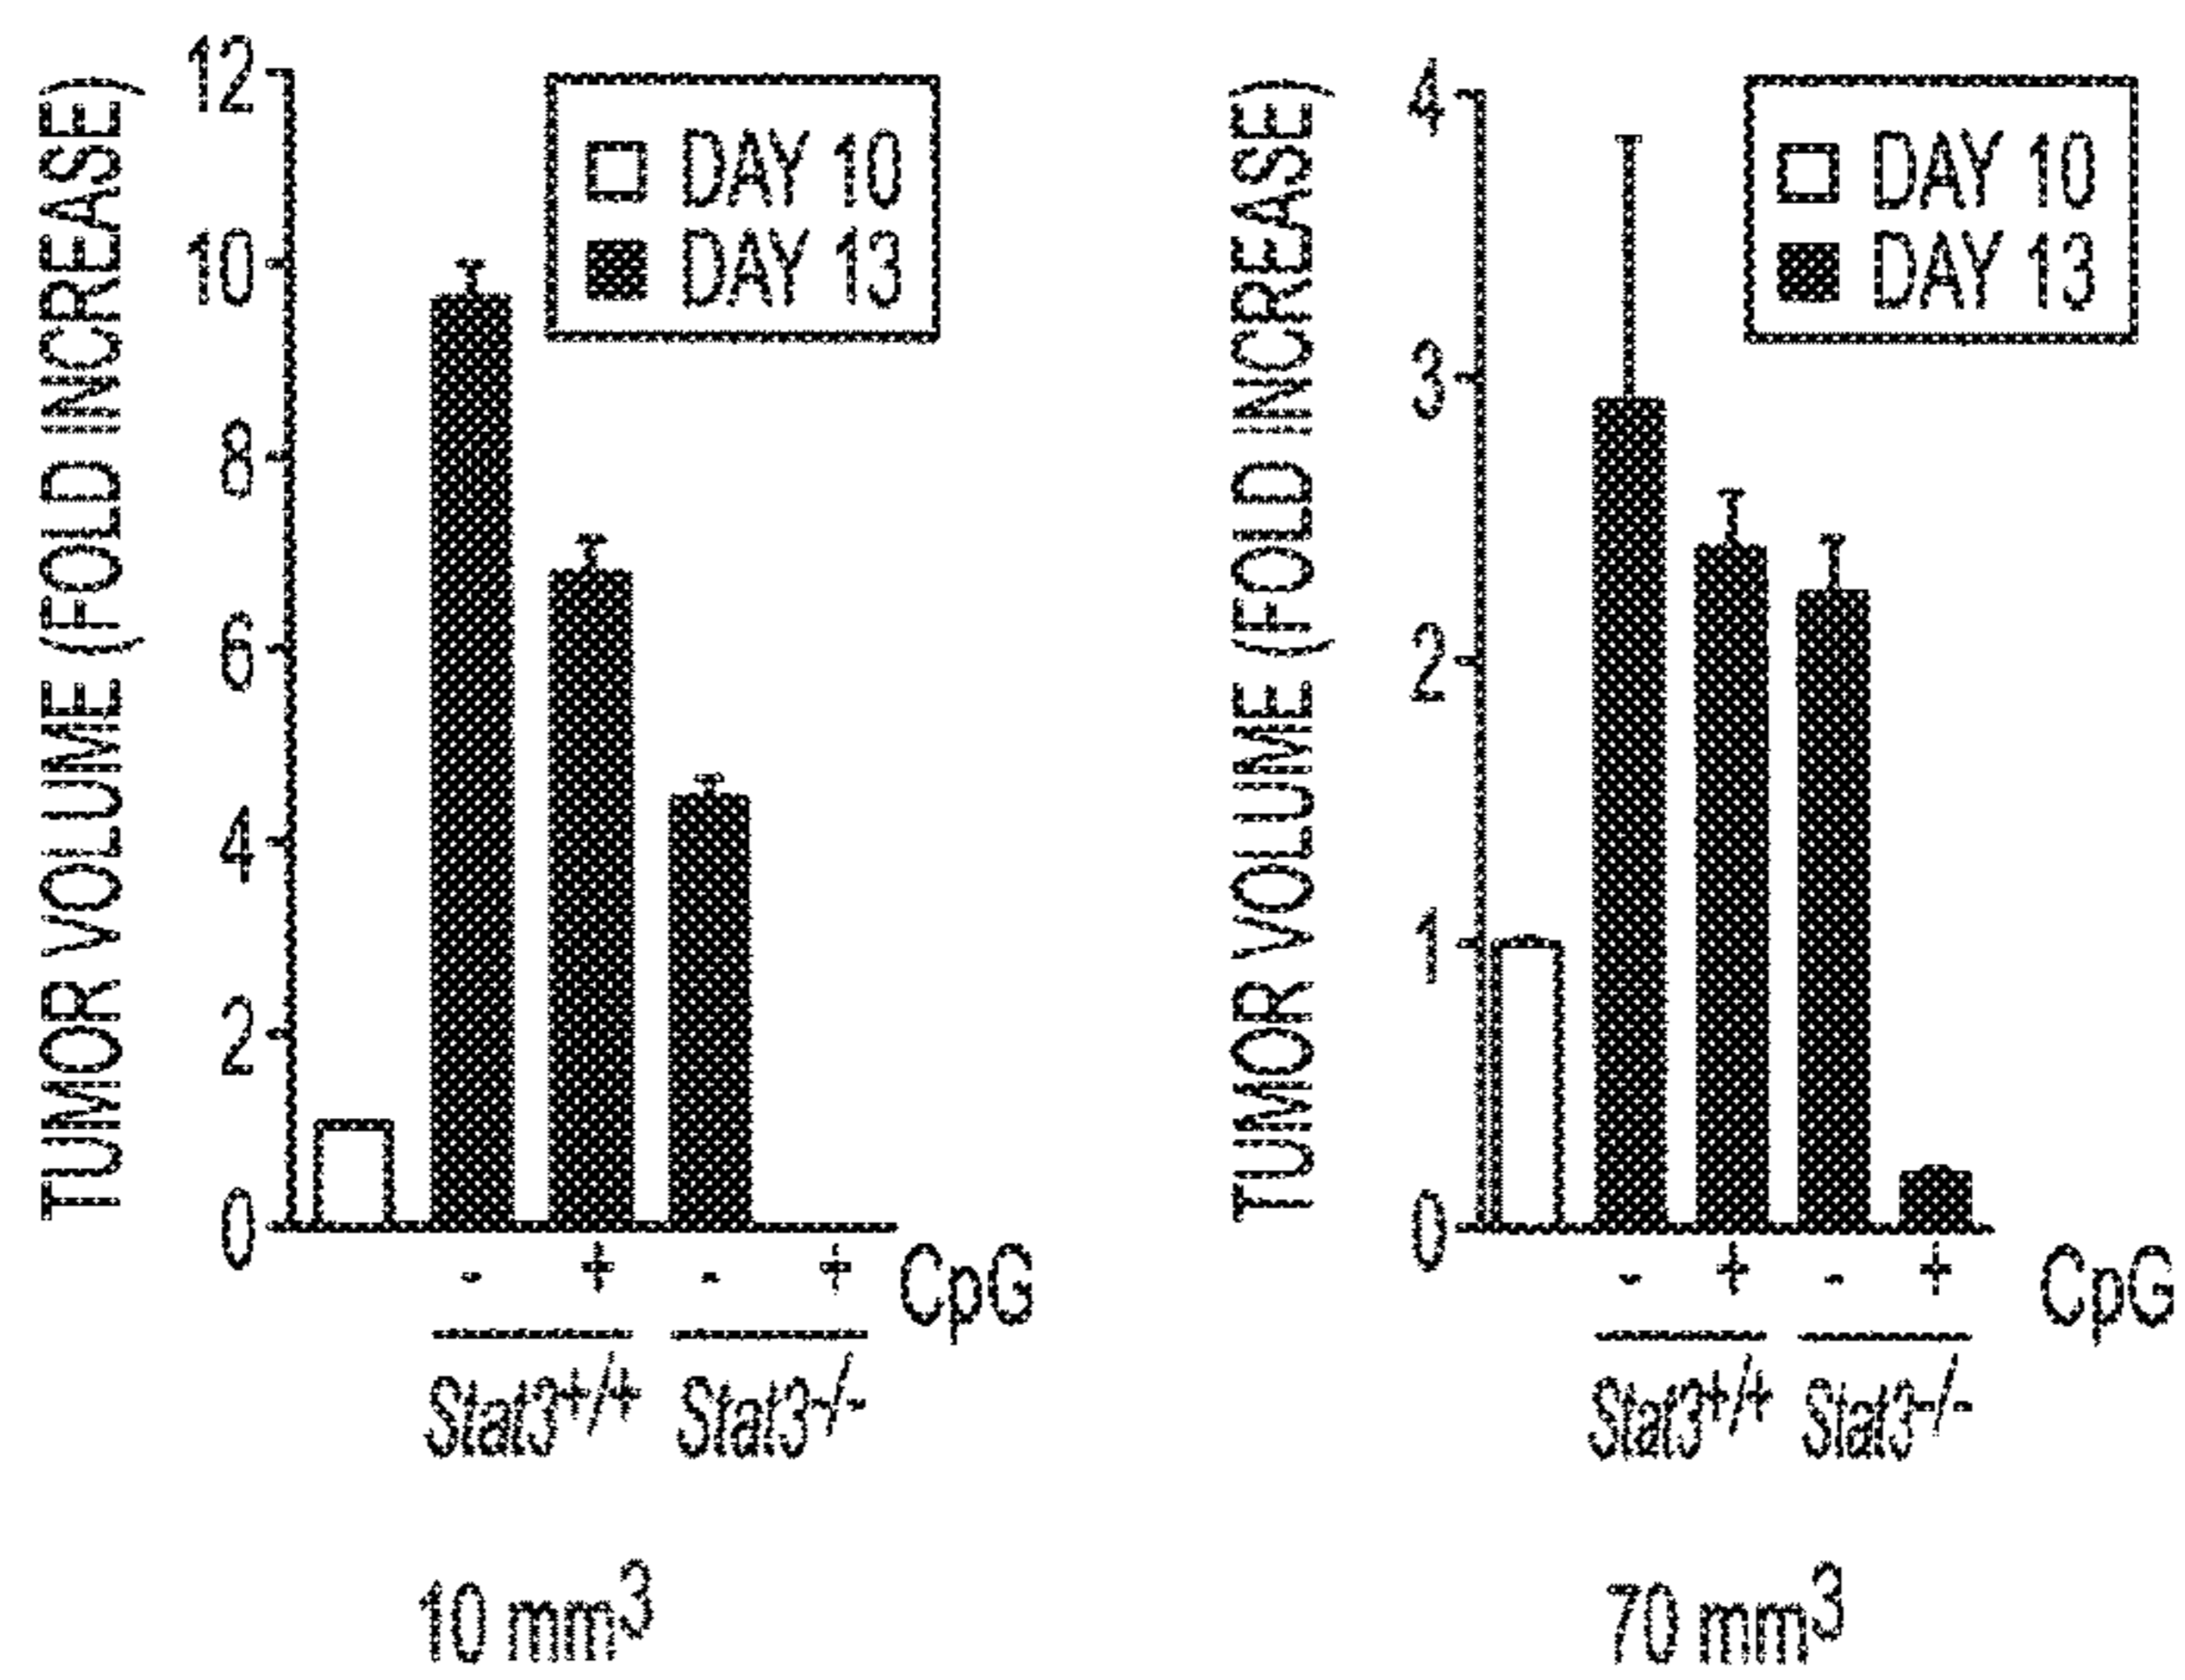 TUMOR VOLUME (FOLD INCREASE)
12
10
8
6
4
2
0
DAY 10
DAY 13
- + - + CpG
Stat3+/+ Stat3-/-
10 mm3
TUMOR VOLUME (FOLD INCREASE)
4
3
2
1
0
DAY 10
DAY 13
- + - + CpG
Stat3+/+ Stat3-/-
70 mm3